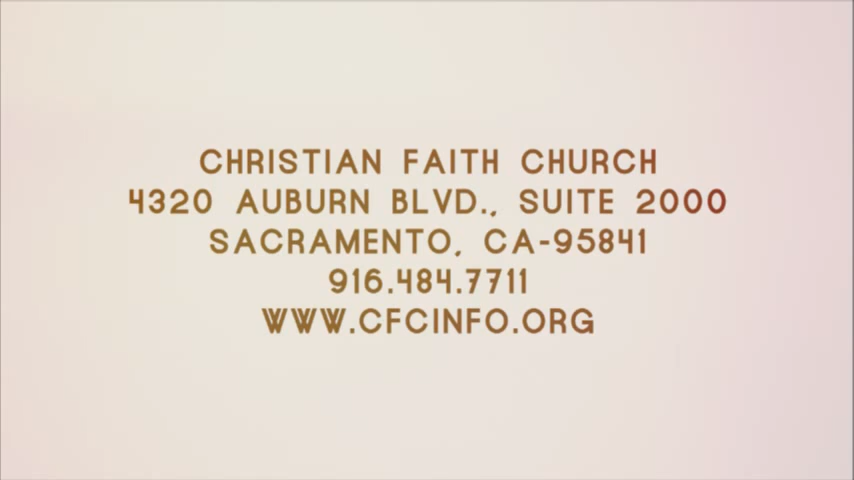 CHRISTIAN FAITH CHURCH
4320 AUBURN BLVD., SUITE 2000
SACRAMENTO, CA-95841
916.484.7711
WWW.CFCINFO.ORG